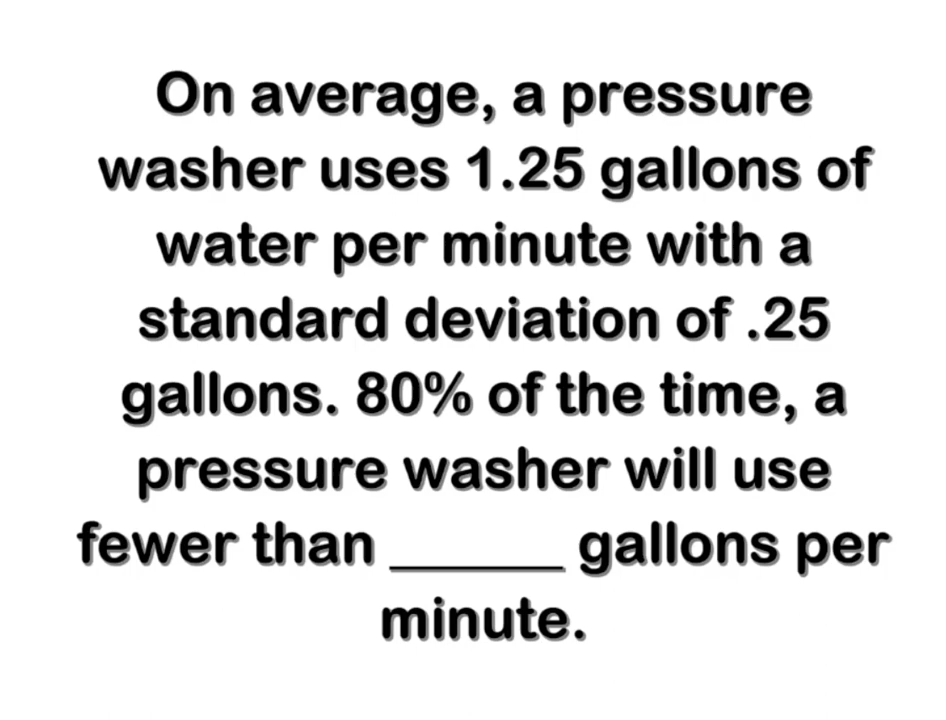 On average, a pressure
washer uses 1.25 gallons of
water per minute with a
standard deviation of .25
gallons. 80% of the time, a
pressure washer will use
fewer than ______ gallons per
minute.